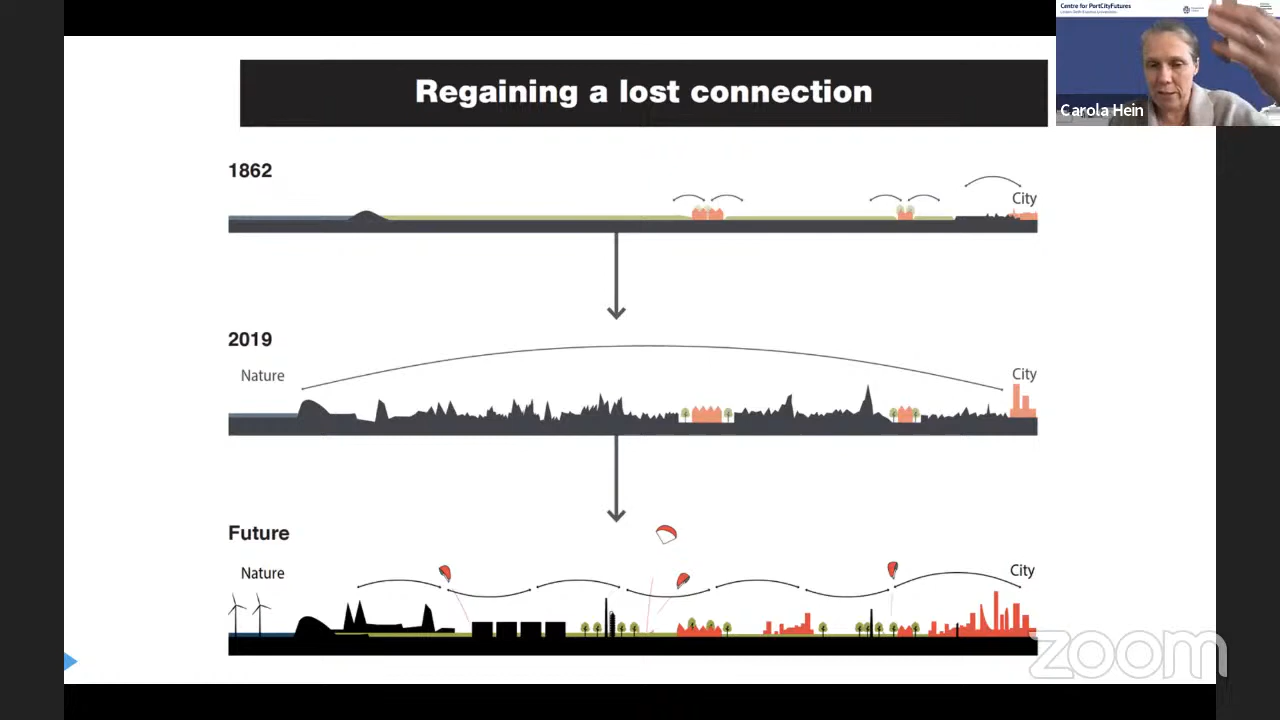 Centre for PortCityFutures
Carola Hein
Regaining a lost connection
1862
City
2019
Nature
City
Future
Nature
City
zoom